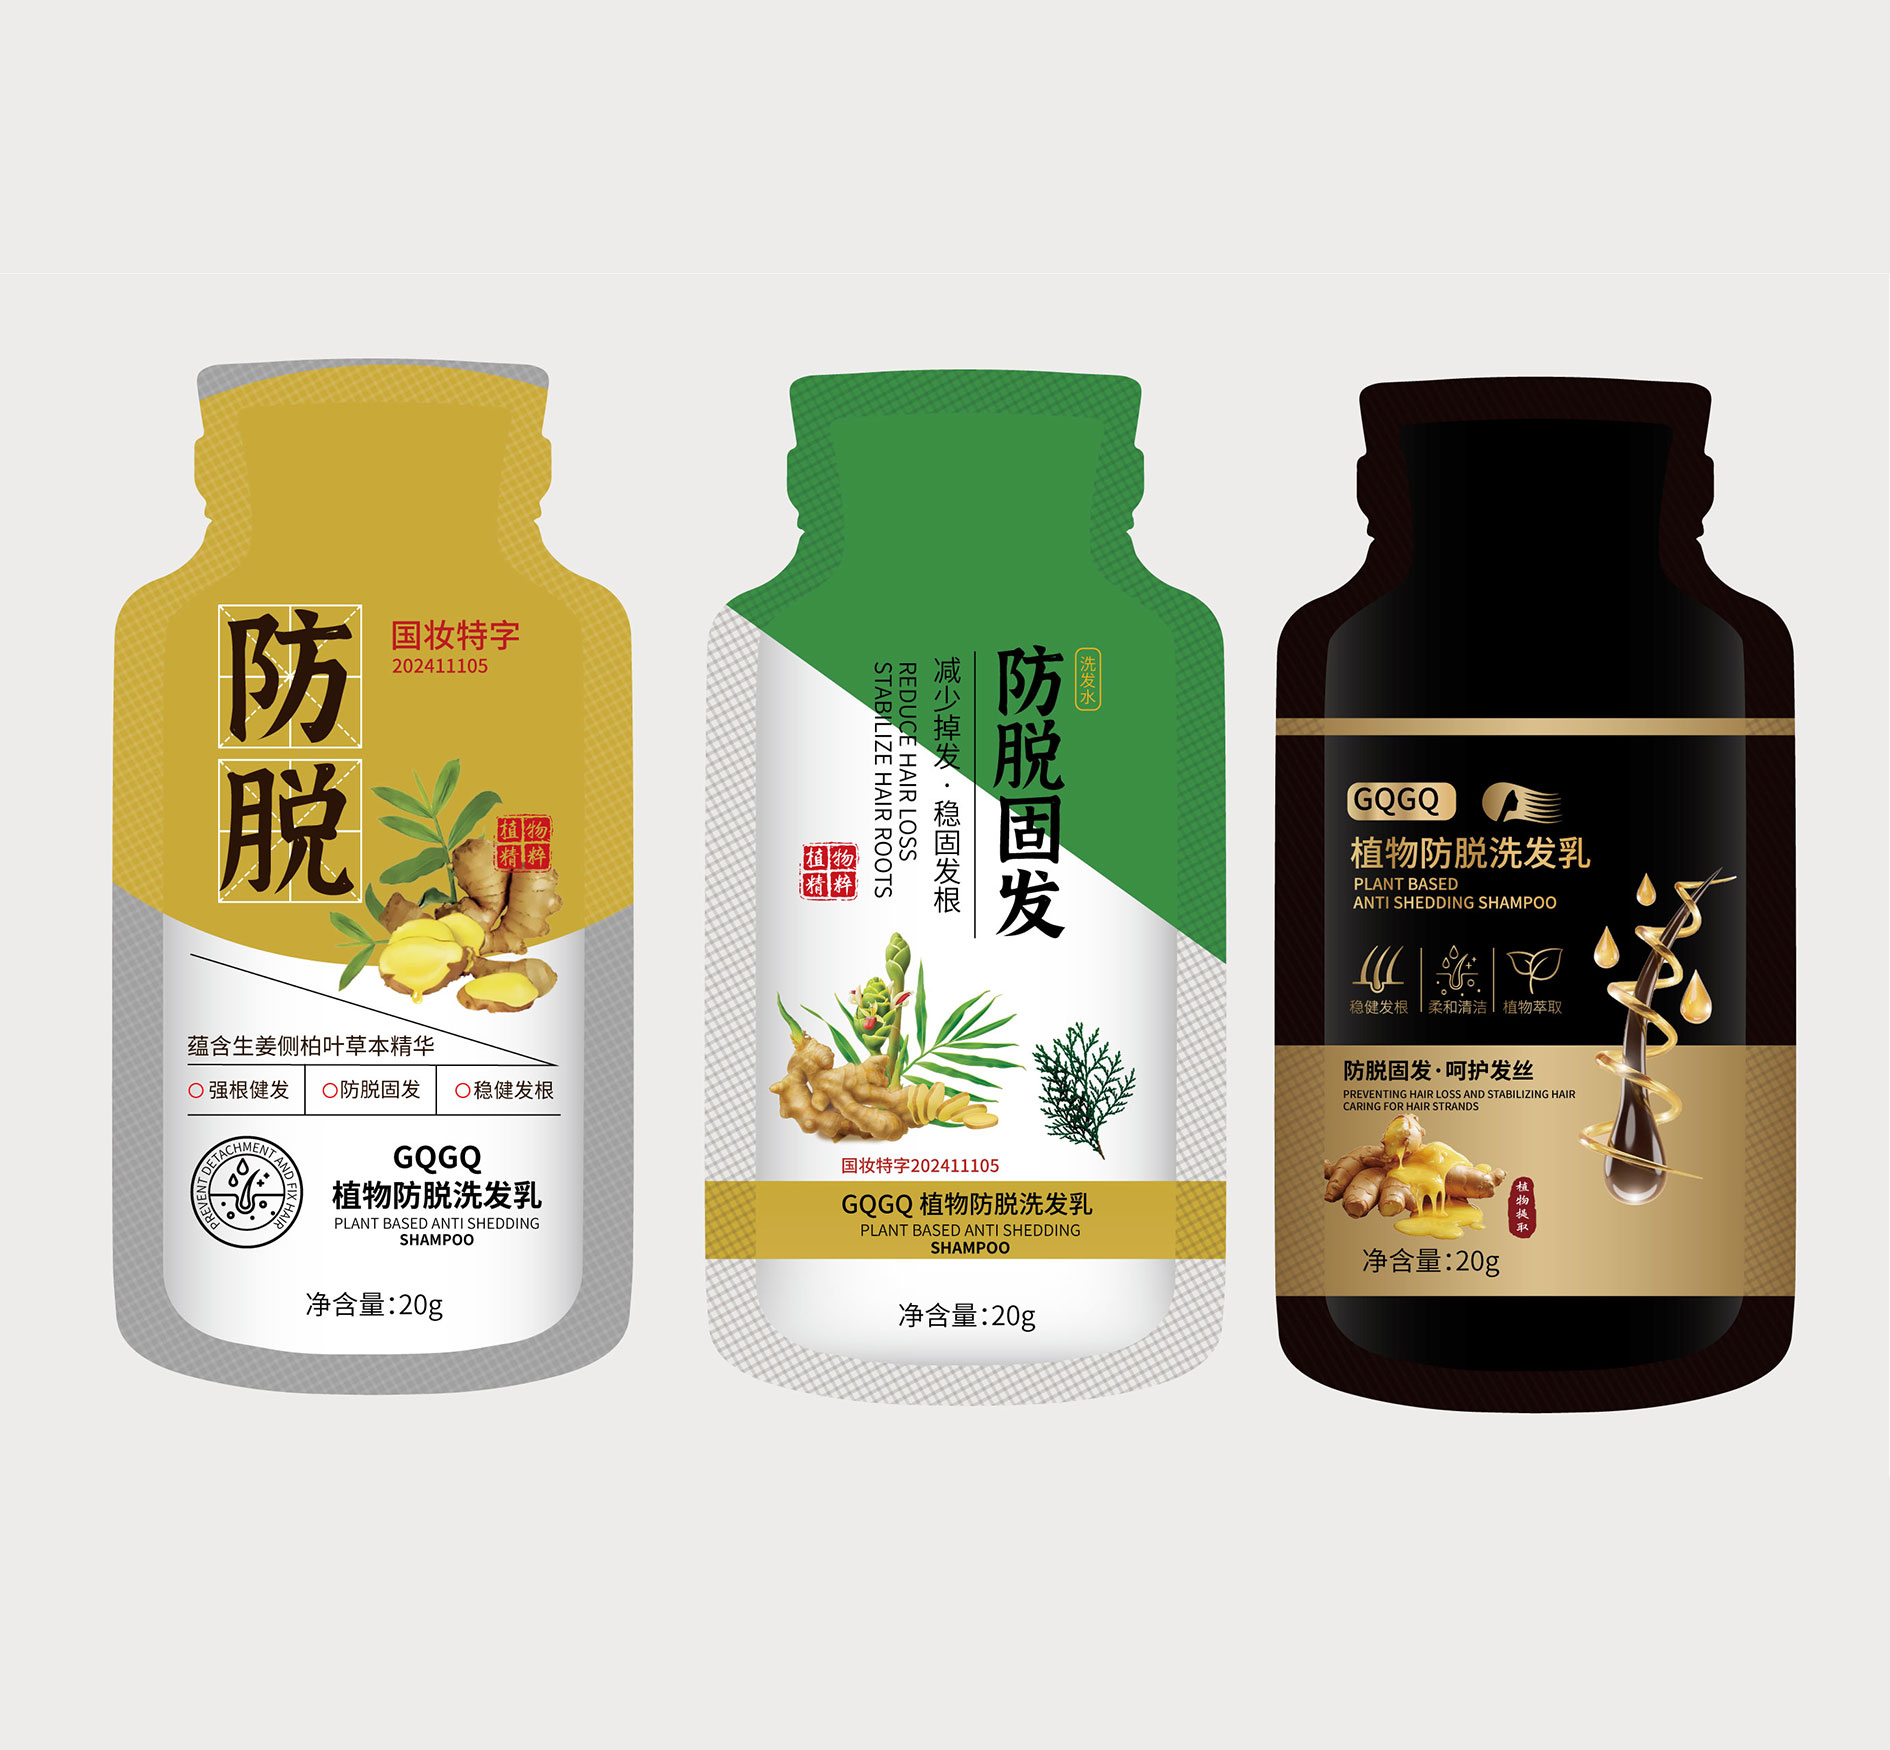 防
脱
国妆特字
202411105
植物
精粹
蕴含生姜侧柏叶草本精华
强根健发
防脱固发
稳健发根
PREVENT DETACHMENT AND FIX HAIR
GQGQ
植物防脱洗发乳
PLANT BASED ANTI SHEDDING
SHAMPOO
净含量:20g
洗发水
防脱固发
减少掉发·稳固发根
REDUCE HAIR LOSS
STABILIZE HAIR ROOTS
植物
精粹
国妆特字202411105
GQGQ 植物防脱洗发乳
PLANT BASED ANTI SHEDDING
SHAMPOO
净含量:20g
GQGQ
植物防脱洗发乳
PLANT BASED
ANTI SHEDDING SHAMPOO
稳健发根
柔和清洁
植物萃取
防脱固发·呵护发丝
PREVENTING HAIR LOSS AND STABILIZING HAIR
CARING FOR HAIR STRANDS
植物提取
净含量:20g